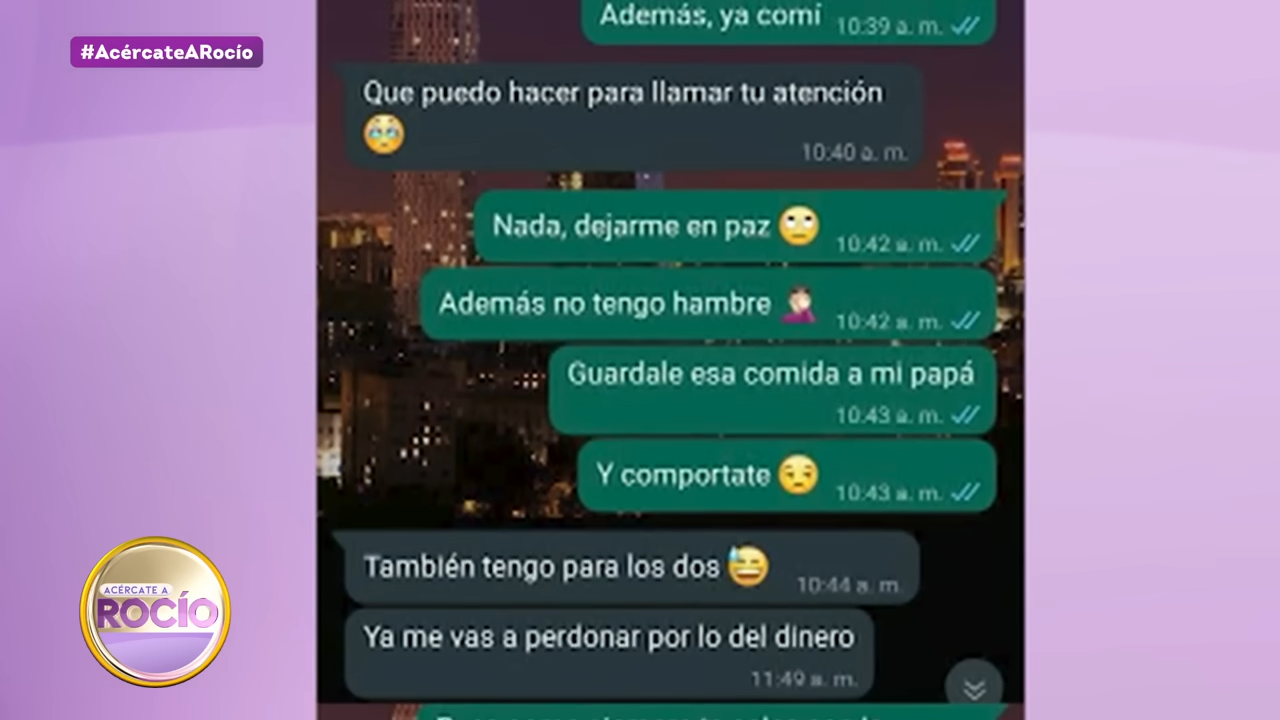 #AcércateARocío
Además, ya comí
10:39 a. m.
Que puedo hacer para llamar tu atención
10:40 a. m.
Nada, dejarme en paz
10:42 a. m.
Además no tengo hambre
10:42 a. m.
Guardale esa comida a mi papá
10:43 a. m.
Y comportate
10:43 a. m.
También tengo para los dos
10:44 a. m.
Ya me vas a perdonar por lo del dinero
11:49 a. m.
ACÉRCATE A
ROCÍO